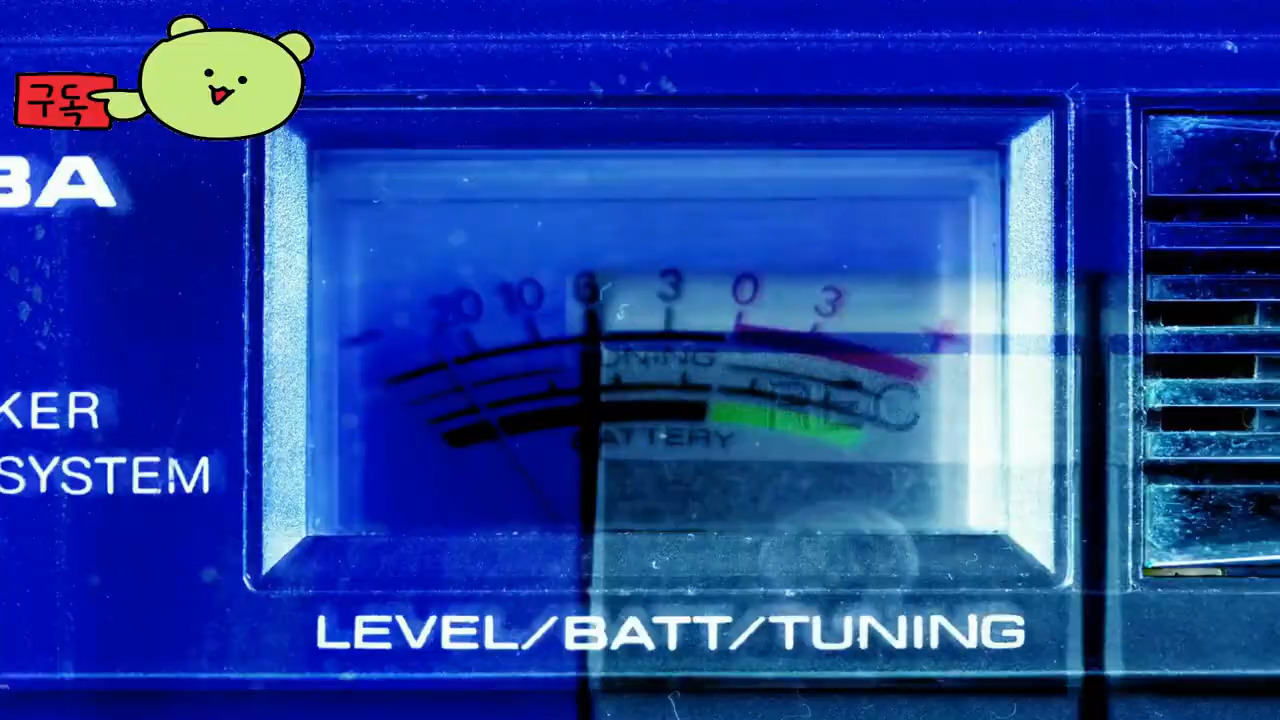 구독
BA
20 10 6 3 0 3
- +
TUNING
REC
BATTERY
KER
SYSTEM
LEVEL/BATT/TUNING